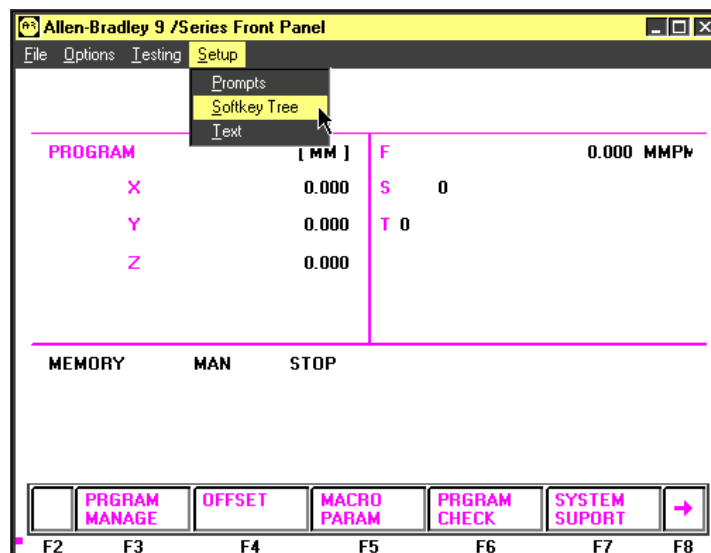 Allen-Bradley 9 /Series Front Panel
File Options Testing Setup
Prompts
Softkey Tree
Text
PROGRAM [ MM ] F 0.000 MMPM
X 0.000 S 0
Y 0.000 T 0
Z 0.000
MEMORY MAN STOP
PRGRAM MANAGE OFFSET MACRO PARAM PRGRAM CHECK SYSTEM SUPORT
F2 F3 F4 F5 F6 F7 F8